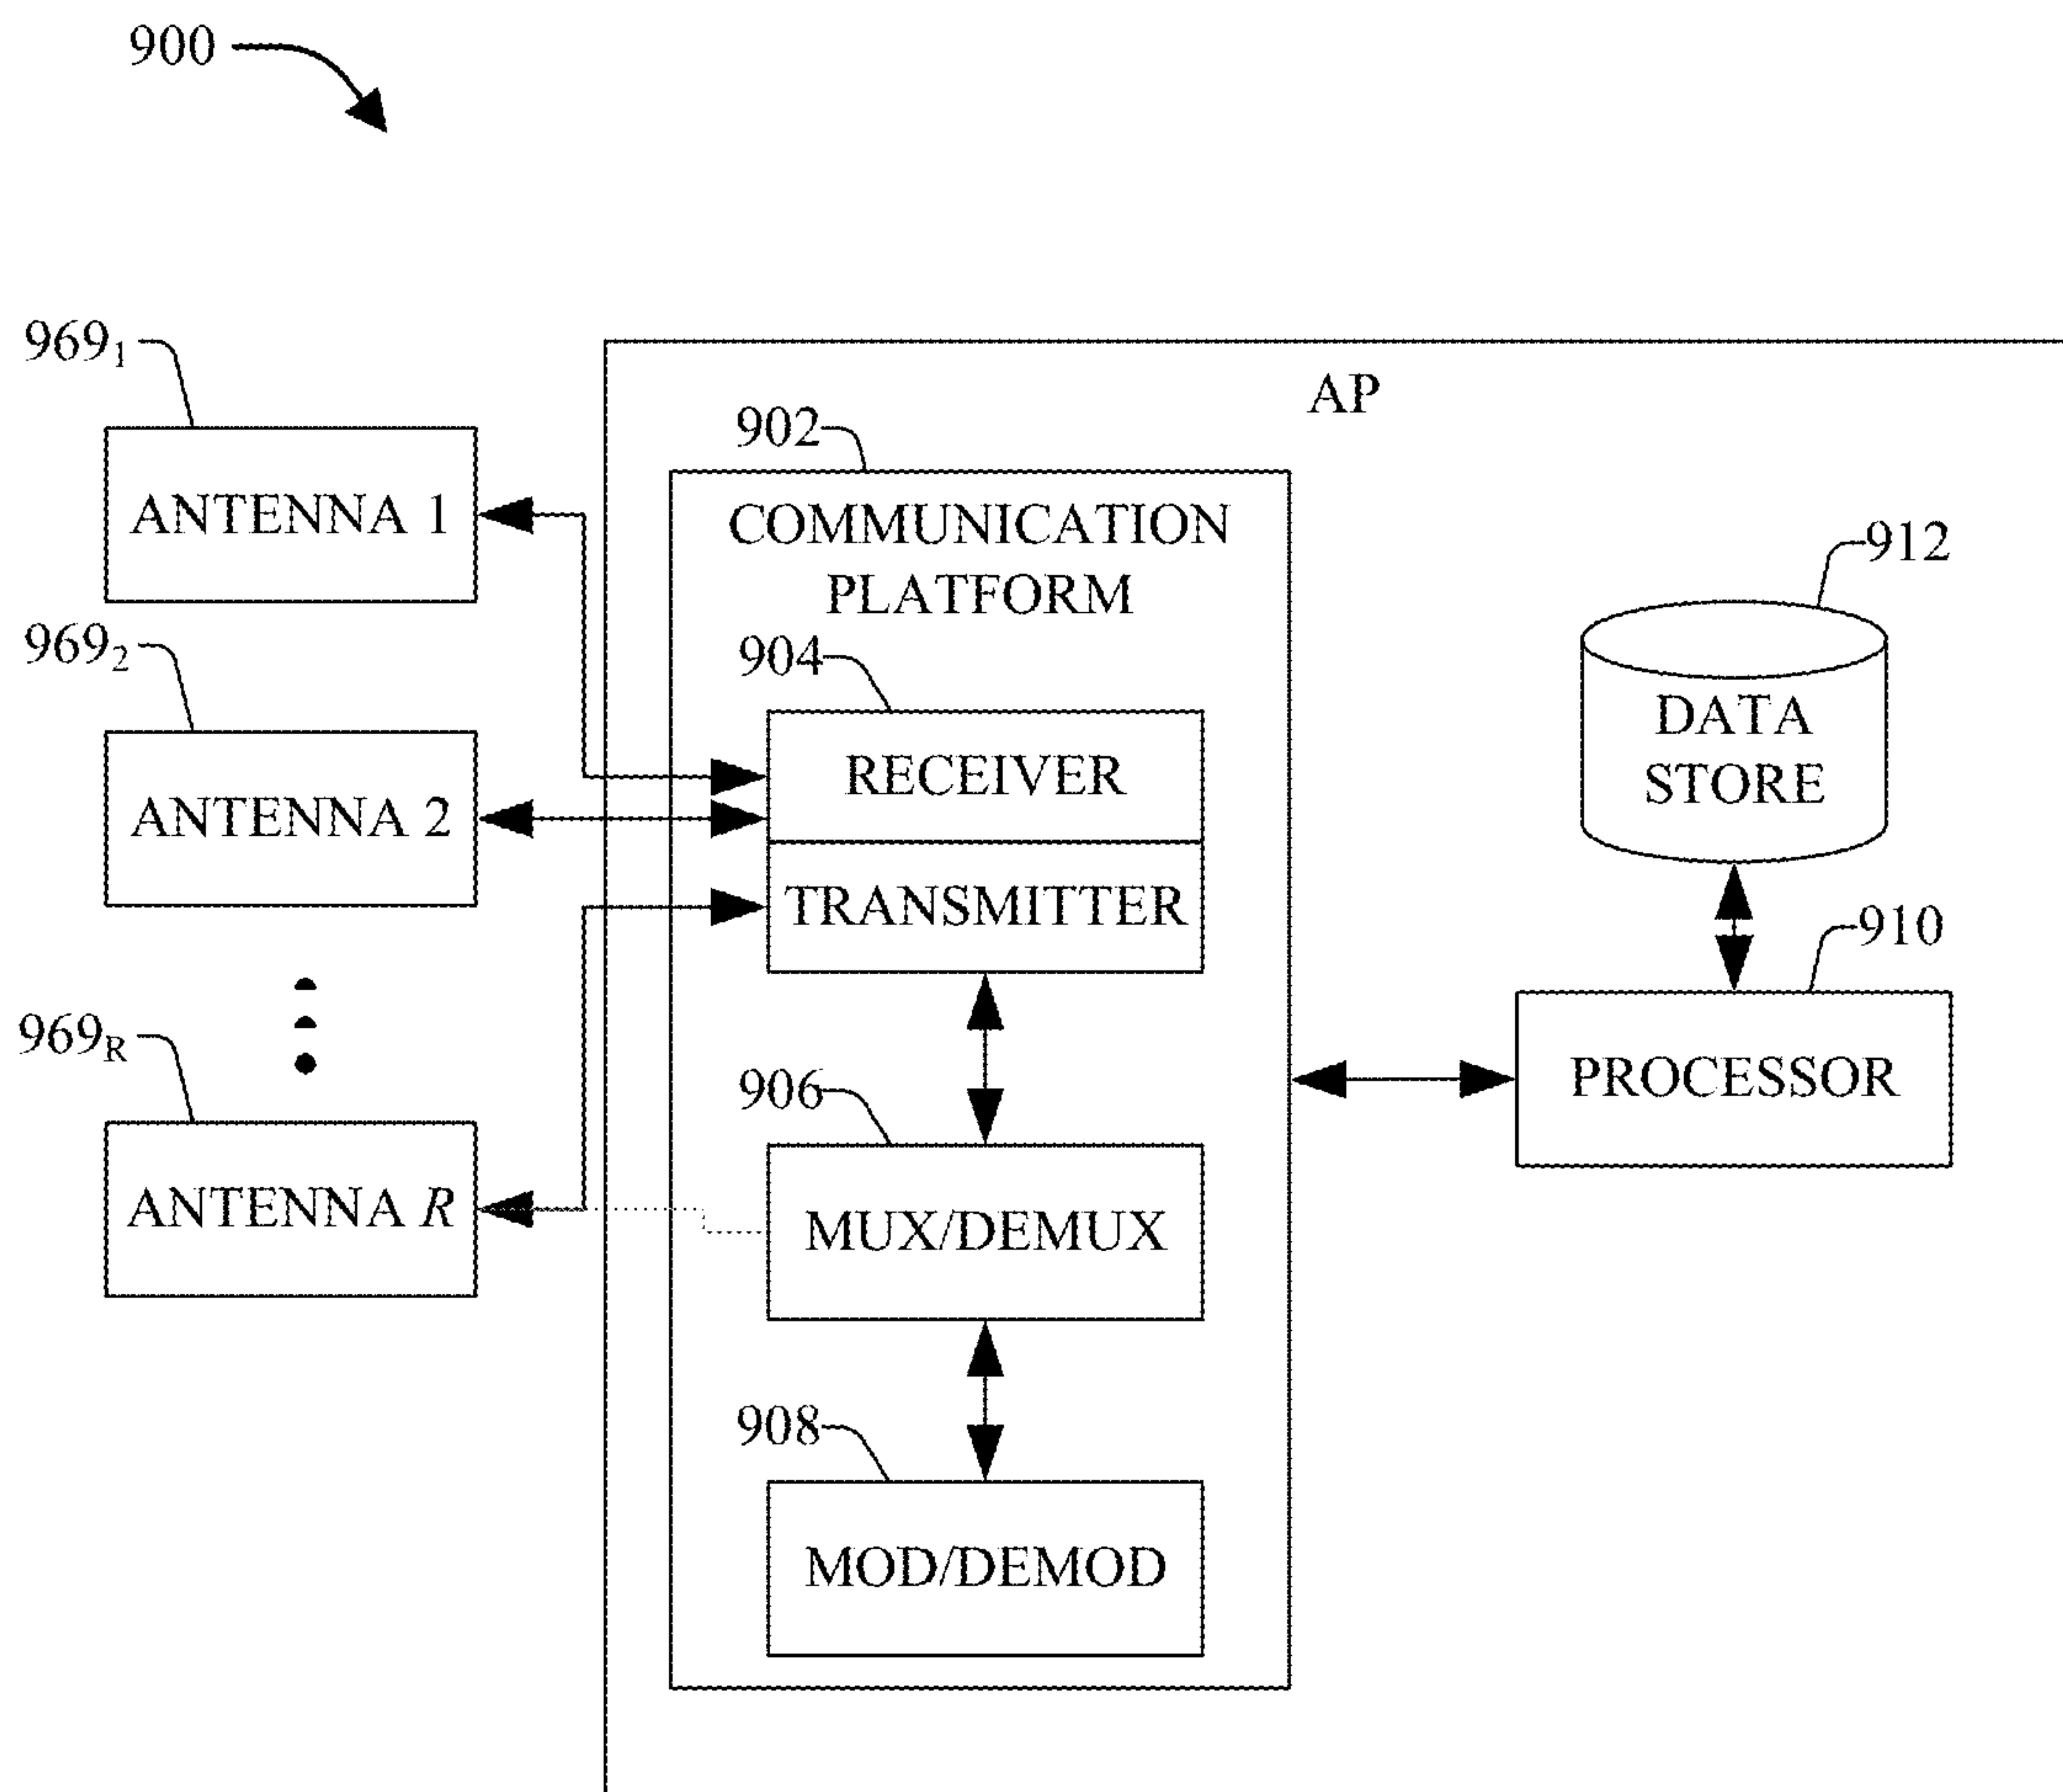 900
969₁
AP
902
ANTENNA 1
COMMUNICATION
PLATFORM
912
969₂
904
DATA
STORE
RECEIVER
ANTENNA 2
TRANSMITTER
910
969R
906
PROCESSOR
ANTENNA R
MUX/DEMUX
908
MOD/DEMOD